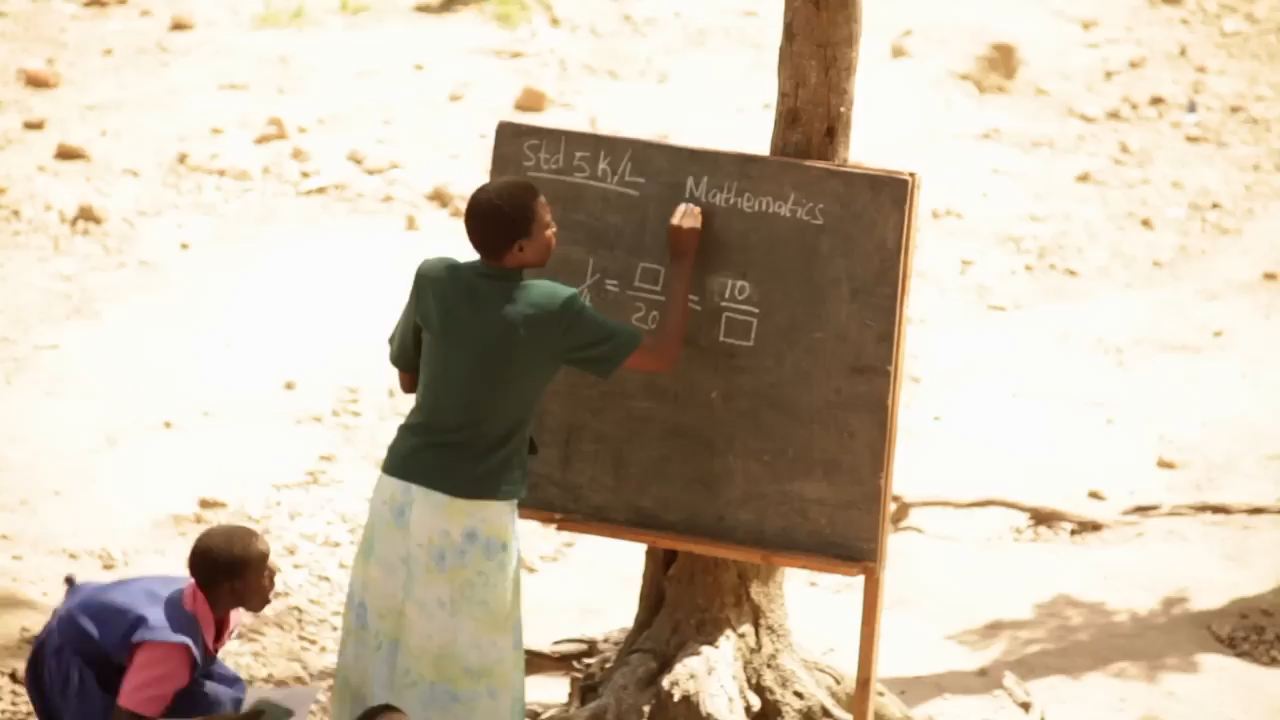 Std 5 K/L
Mathematics
= □/20 = 10/□